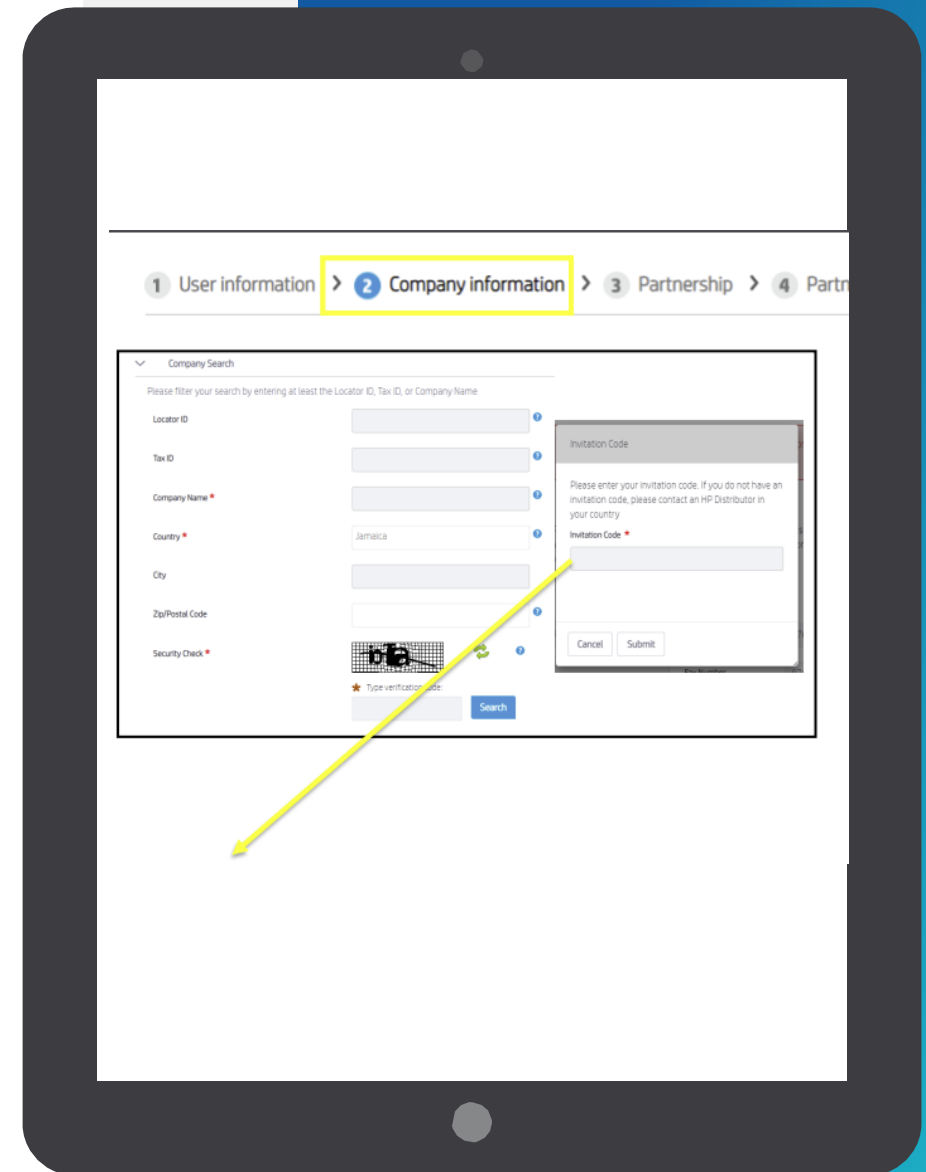 1 User information > 2 Company information > 3 Partnership > 4 Partn
Company Search
Please filter your search by entering at least the Locator ID, Tax ID, or Company Name
Locator ID ?
Tax ID ?
Company Name * ?
Country * Jamaica ?
City
Zip/Postal Code ?
Security Check * ?
* Type verification code:
Search
Invitation Code
Please enter your invitation code. If you do not have an
invitation code, please contact an HP Distributor in
your country
Invitation Code *
Cancel Submit
Fax Number